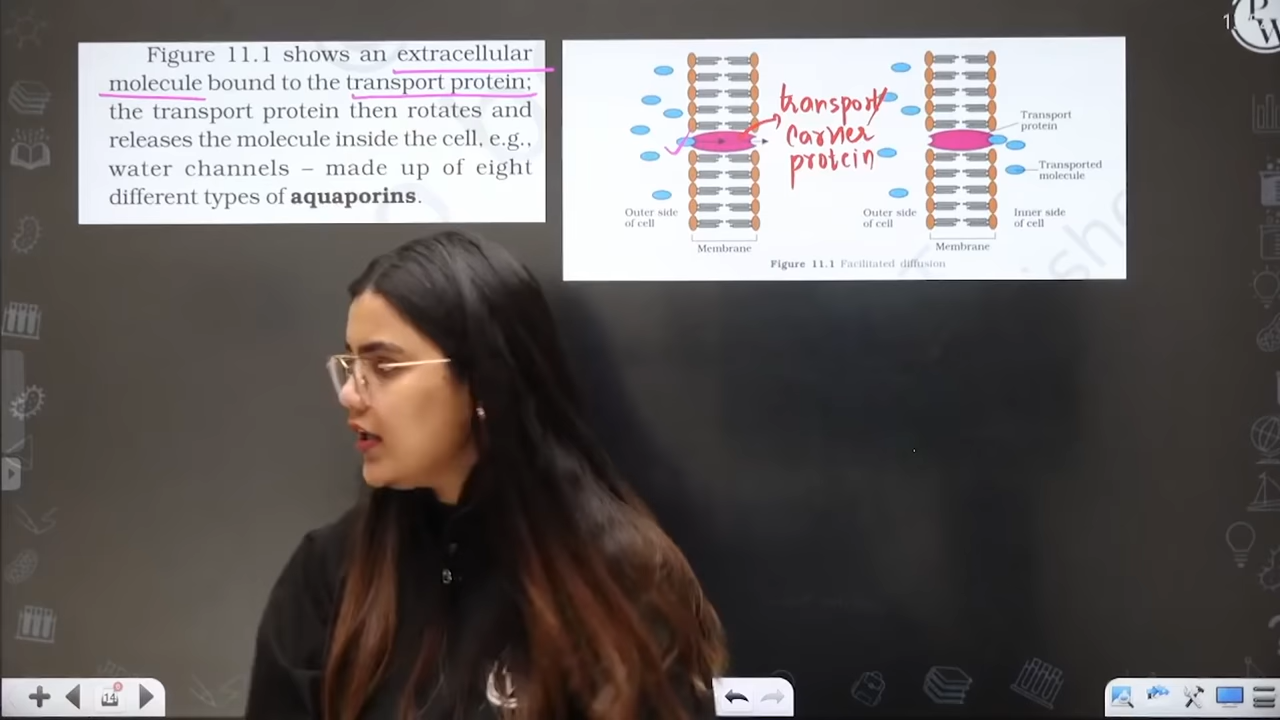 Figure 11.1 shows an extracellular
molecule bound to the transport protein;
the transport protein then rotates and
releases the molecule inside the cell, e.g.,
water channels – made up of eight
different types of aquaporins.
transport/
carrier
protein
Outer side
of cell
Membrane
Transport
protein
Transported
molecule
Outer side
of cell
Inner side
of cell
Membrane
Figure 11.1 Facilitated diffusion
P
W
14